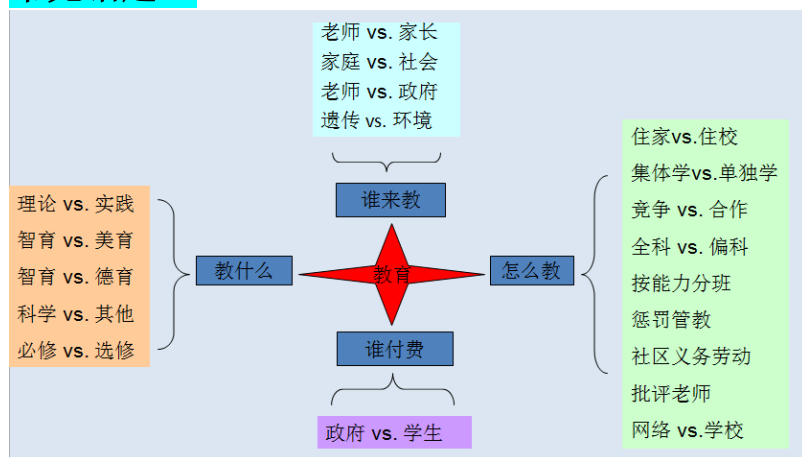 老师 vs. 家长
家庭 vs. 社会
老师 vs. 政府
遗传 vs. 环境
谁来教
理论 vs. 实践
智育 vs. 美育
智育 vs. 德育
科学 vs. 其他
必修 vs. 选修
教什么
教育
怎么教
住家vs.住校
集体学vs.单独学
竞争 vs. 合作
全科 vs. 偏科
按能力分班
惩罚管教
社区义务劳动
批评老师
网络 vs.学校
谁付费
政府 vs. 学生